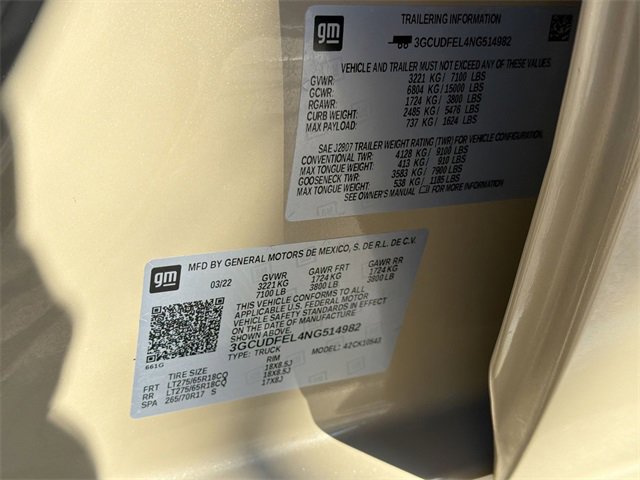 gm
TRAILERING INFORMATION
3GCUDFEL4NG514982
VEHICLE AND TRAILER MUST NOT EXCEED ANY OF THESE VALUES
GVWR: 3221 KG / 7100 LBS
GCWR: 6804 KG / 15000 LBS
RGAWR: 1724 KG / 3800 LBS
CURB WEIGHT: 2485 KG / 5476 LBS
MAX PAYLOAD: 737 KG / 1624 LBS
SAE J2807 TRAILER WEIGHT RATING (TWR) FOR VEHICLE CONFIGURATION.
CONVENTIONAL TWR: 4128 KG / 9100 LBS
MAX TONGUE WEIGHT: 413 KG / 910 LBS
GOOSENECK TWR: 3583 KG / 7900 LBS
MAX TONGUE WEIGHT: 538 KG / 1185 LBS
SEE OWNER'S MANUAL FOR MORE INFORMATION
gm
MFD BY GENERAL MOTORS DE MEXICO, S. DE R.L. DE C.V.
03/22 GVWR GAWR FRT GAWR RR
3221 KG 1724 KG 1724 KG
7100 LB 3800 LB 3800 LB
THIS VEHICLE CONFORMS TO ALL
APPLICABLE U.S. FEDERAL MOTOR
VEHICLE SAFETY STANDARDS IN EFFECT
ON THE DATE OF MANUFACTURE
SHOWN ABOVE.
3GCUDFEL4NG514982
TYPE: TRUCK MODEL: 42CK10543
661G
TIRE SIZE RIM
FRT LT275/65R18CQ 18X8.5J
RR LT275/65R18CQ 18X8.5J
SPA 265/70R17 S 17X8J